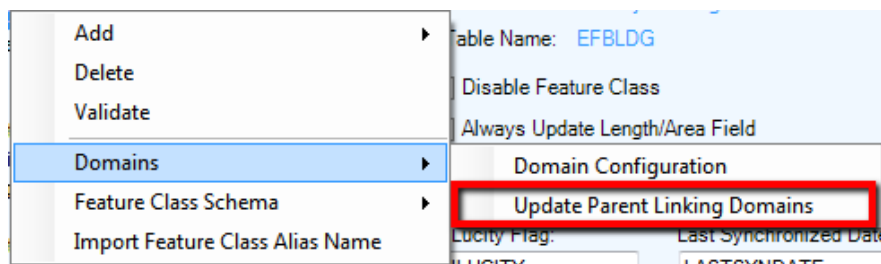 Add
Delete
Validate
Domains
Feature Class Schema
Import Feature Class Alias Name
Table Name: EFBLDG
Disable Feature Class
Always Update Length/Area Field
Domain Configuration
Update Parent Linking Domains
Lucity Flag: Last Synchronized Date
LASTSYNDATE